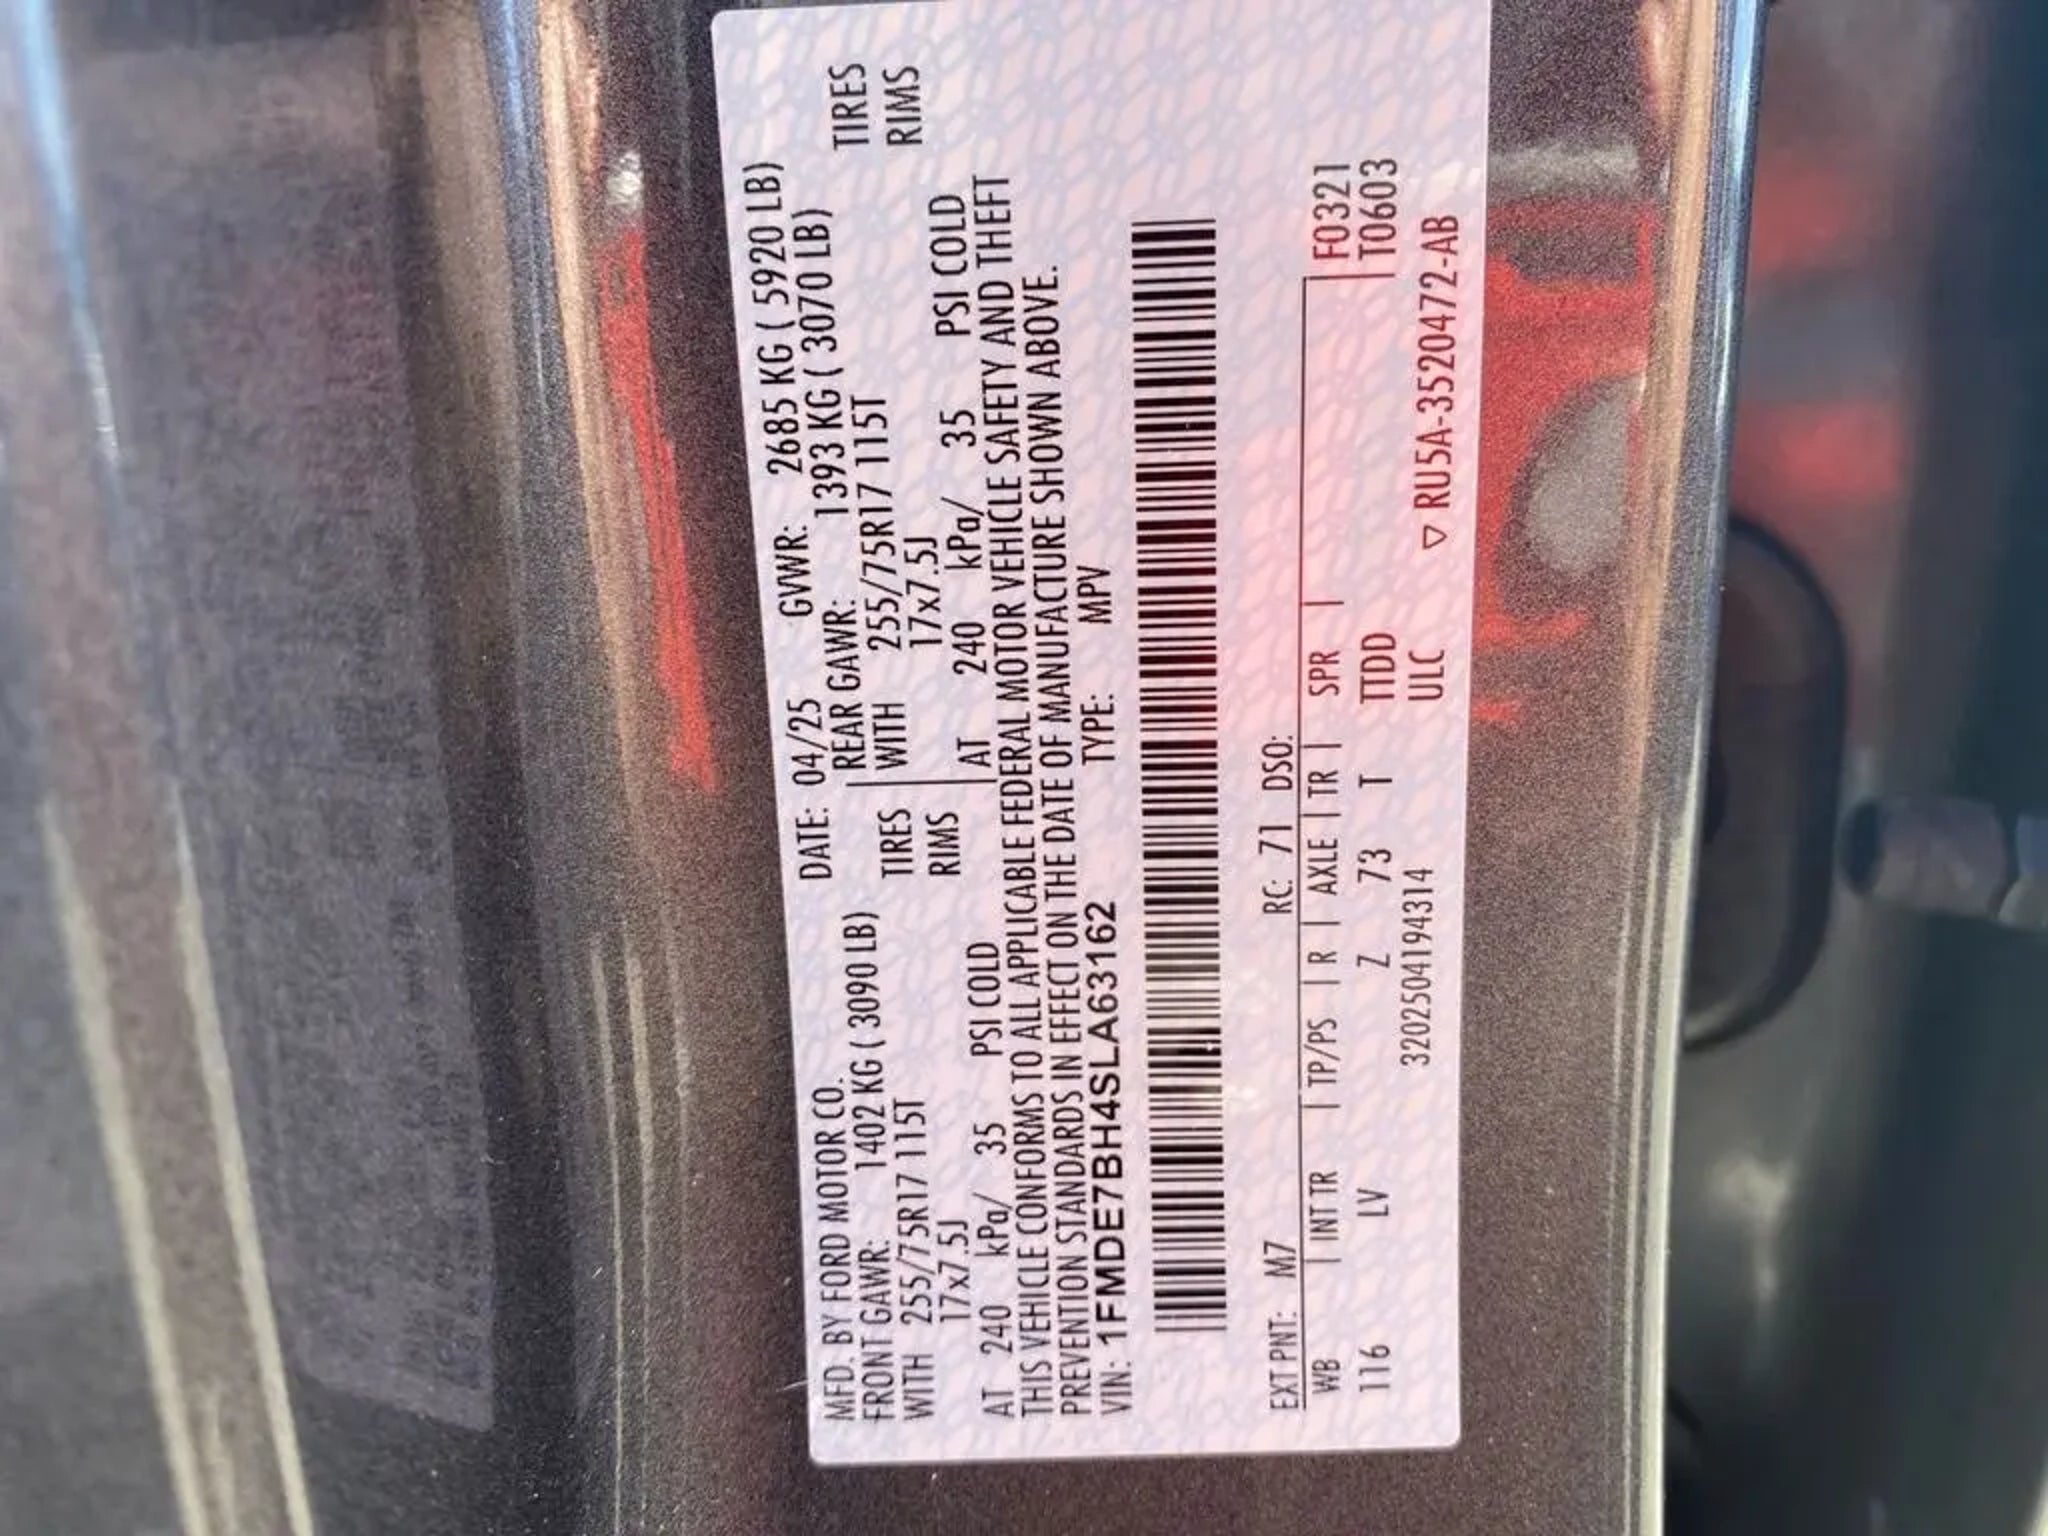 MFD. BY FORD MOTOR CO. DATE: 04/25 GVWR: 2685 KG ( 5920 LB)
FRONT GAWR: 1402 KG ( 3090 LB) REAR GAWR: 1393 KG ( 3070 LB)
WITH 255/75R17 115T TIRES WITH 255/75R17 115T TIRES
17x7.5J RIMS 17x7.5J RIMS
AT 240 kPa/ 35 PSI COLD AT 240 kPa/ 35 PSI COLD
THIS VEHICLE CONFORMS TO ALL APPLICABLE FEDERAL MOTOR VEHICLE SAFETY AND THEFT
PREVENTION STANDARDS IN EFFECT ON THE DATE OF MANUFACTURE SHOWN ABOVE.
VIN: 1FMDE7BH4SLA63162 TYPE: MPV
EXT PNT: M7 RC: 71 DSO:
WB | INT TR | TP/PS | R | AXLE | TR | SPR | F0321
116 LV Z 73 T TTDD T0603
320250419431​4 ULC ▽ RU5A-3520472-AB